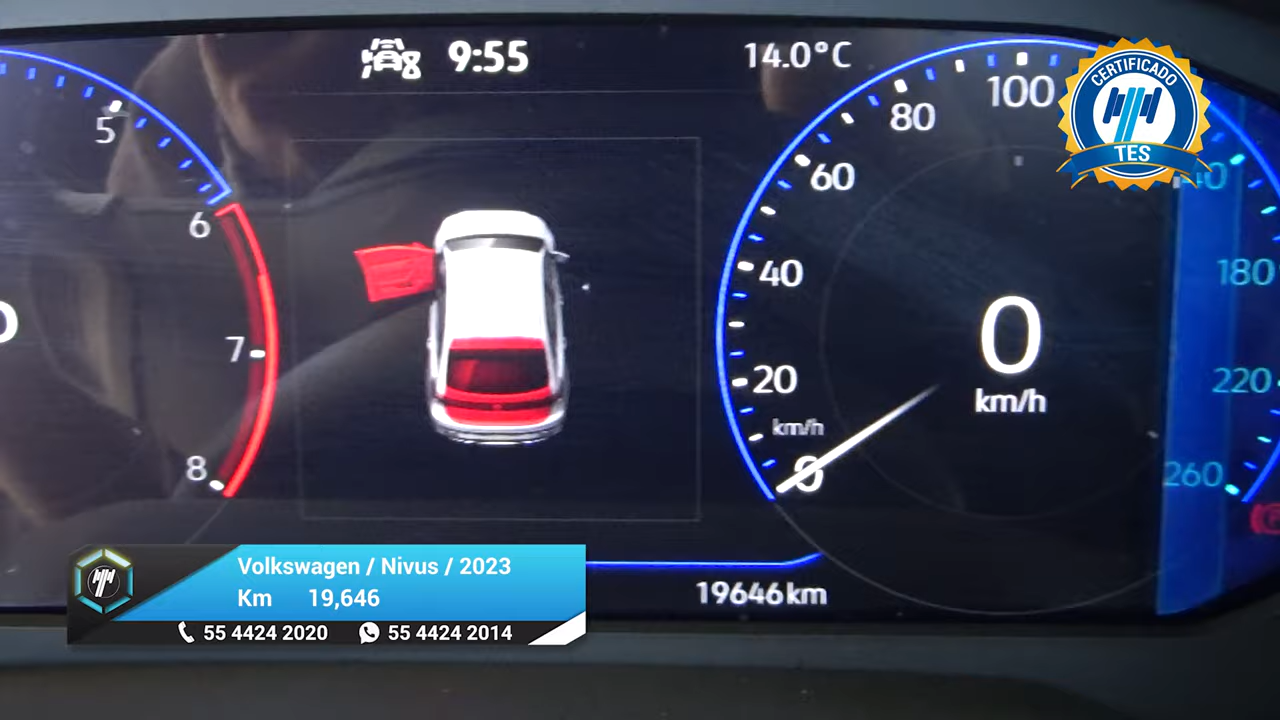 9:55
14.0°C
5
6
7
8
0
20
40
60
80
100
180
220
260
km/h
0
km/h
19646 km
CERTIFICADO
TES
Volkswagen / Nivus / 2023
Km 19,646
55 4424 2020 55 4424 2014